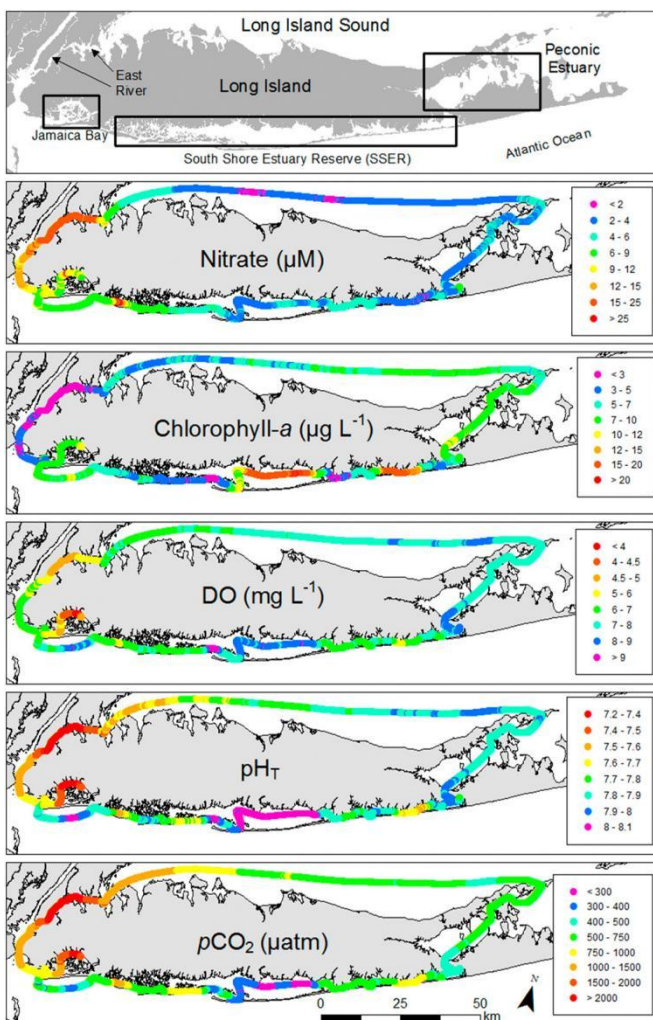 Long Island Sound
Peconic
Estuary
East
River
Long Island
Jamaica Bay
South Shore Estuary Reserve (SSER)
Atlantic Ocean
Nitrate (µM)
< 2
2 - 4
4 - 6
6 - 9
9 - 12
12 - 15
15 - 25
> 25
Chlorophyll-a (µg L⁻¹)
< 3
3 - 5
5 - 7
7 - 10
10 - 12
12 - 15
15 - 20
> 20
DO (mg L⁻¹)
< 4
4 - 4.5
4.5 - 5
5 - 6
6 - 7
7 - 8
8 - 9
> 9
pHT
7.2 - 7.4
7.4 - 7.5
7.5 - 7.6
7.6 - 7.7
7.7 - 7.8
7.8 - 7.9
7.9 - 8
8 - 8.1
pCO₂ (µatm)
< 300
300 - 400
400 - 500
500 - 750
750 - 1000
1000 - 1500
1500 - 2000
> 2000
N
0 25 50
km